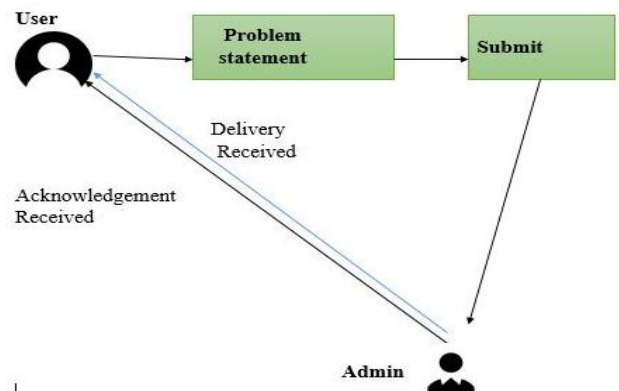 User
Problem
statement
Submit
Delivery
Received
Acknowledgement
Received
Admin